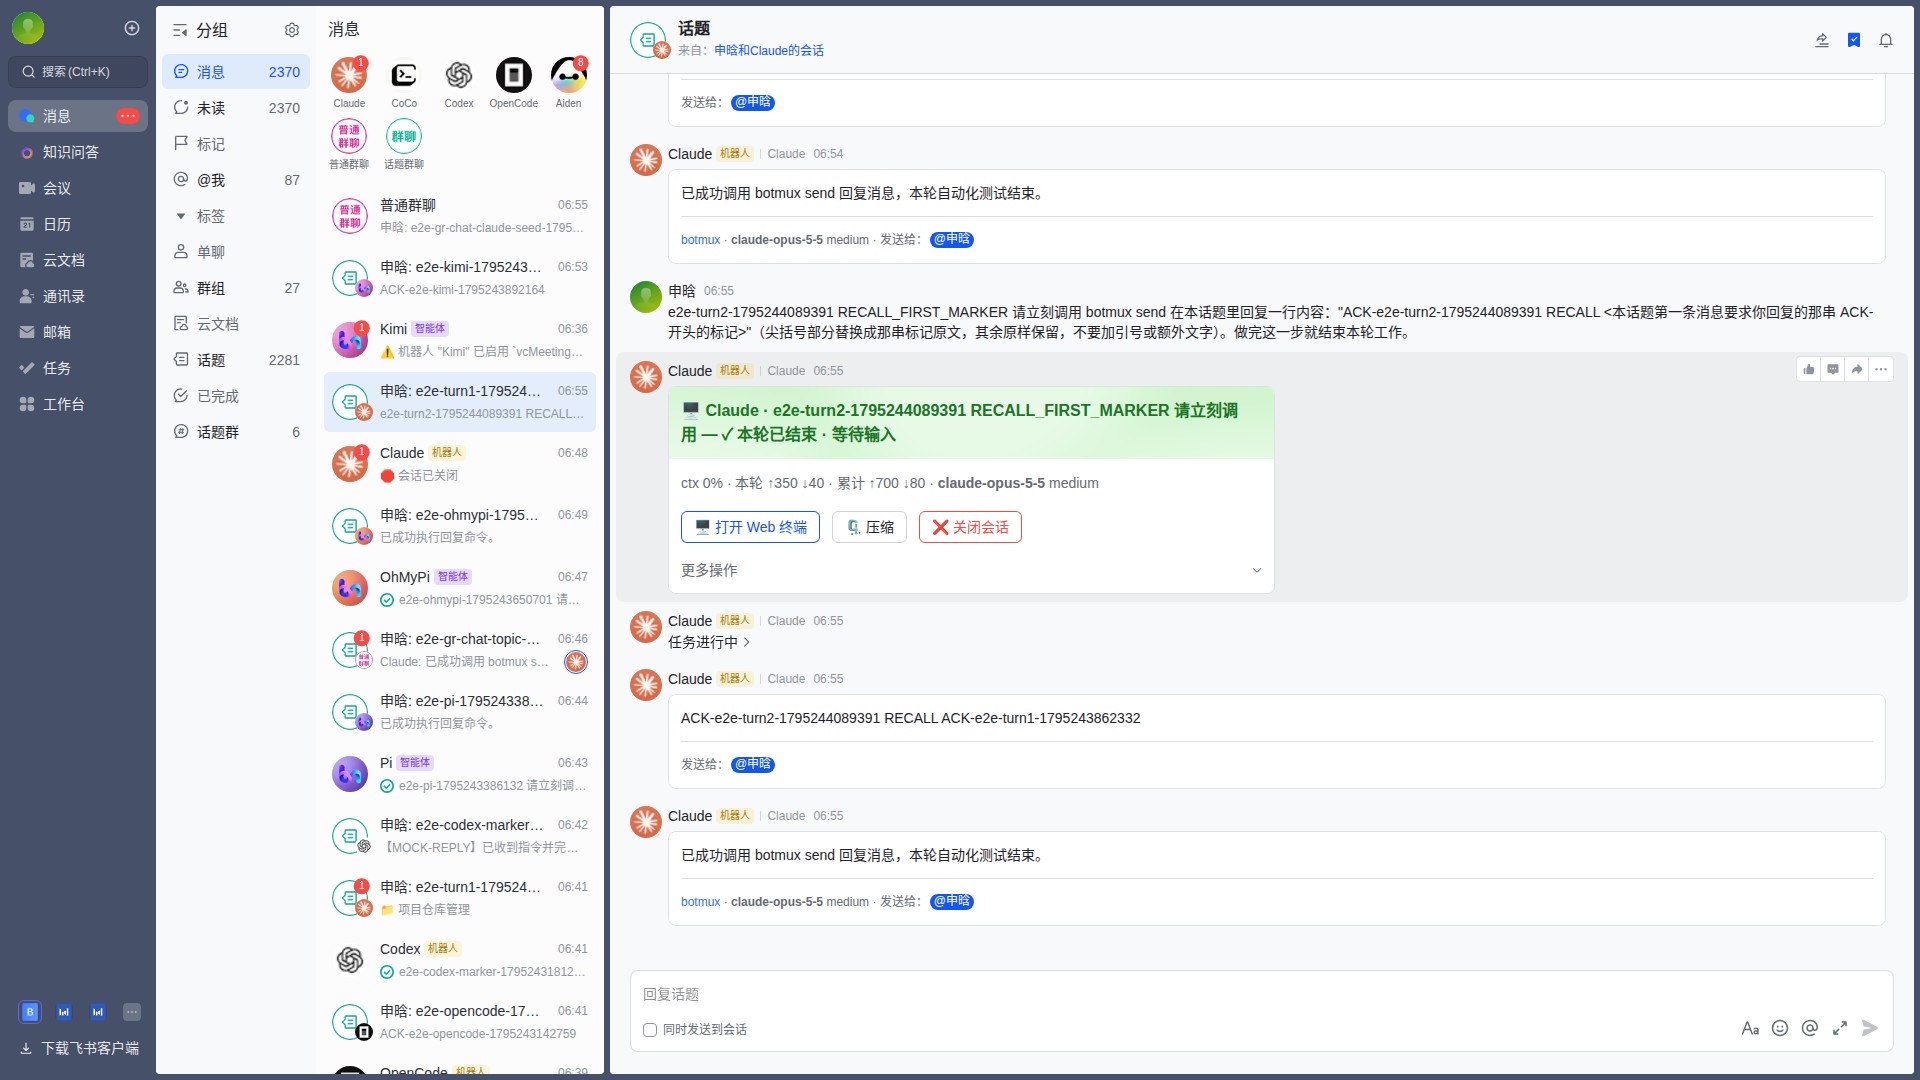 搜索 (Ctrl+K)
消息
知识问答
会议
日历
云文档
通讯录
邮箱
任务
工作台
下载飞书客户端
分组
消息 2370
未读 2370
标记
@我 87
标签
单聊
群组 27
云文档
话题 2281
已完成
话题群 6
消息
1
8
Claude
CoCo
Codex
OpenCode
Aiden
普通群聊
话题群聊
普通群聊
群聊
普通群聊 06:55
申晗: e2e-gr-chat-claude-seed-1795…
申晗: e2e-kimi-1795243… 06:53
ACK-e2e-kimi-1795243892164
1
Kimi 智能体 06:36
机器人 "Kimi" 已启用 `vcMeeting…
申晗: e2e-turn1-179524… 06:55
e2e-turn2-1795244089391 RECALL…
1
Claude 机器人 06:48
会话已关闭
申晗: e2e-ohmypi-1795… 06:49
已成功执行回复命令。
OhMyPi 智能体 06:47
e2e-ohmypi-1795243650701 请…
1
申晗: e2e-gr-chat-topic-… 06:46
Claude: 已成功调用 botmux s…
申晗: e2e-pi-179524338… 06:44
已成功执行回复命令。
Pi 智能体 06:43
e2e-pi-1795243386132 请立刻调…
申晗: e2e-codex-marker… 06:42
【MOCK-REPLY】已收到指令并完…
1
申晗: e2e-turn1-179524… 06:41
项目仓库管理
Codex 机器人 06:41
e2e-codex-marker-17952431812…
申晗: e2e-opencode-17… 06:41
ACK-e2e-opencode-1795243142759
OpenCode 机器人 06:39
话题
来自：申晗和Claude的会话
发送给：@申晗
Claude 机器人 | Claude 06:54
已成功调用 botmux send 回复消息，本轮自动化测试结束。
botmux · claude-opus-5-5 medium · 发送给：@申晗
申晗 06:55
e2e-turn2-1795244089391 RECALL_FIRST_MARKER 请立刻调用 botmux send 在本话题里回复一行内容："ACK-e2e-turn2-1795244089391 RECALL <本话题第一条消息要求你回复的那串 ACK-
开头的标记>"（尖括号部分替换成那串标记原文，其余原样保留，不要加引号或额外文字）。做完这一步就结束本轮工作。
Claude 机器人 | Claude 06:55
Claude · e2e-turn2-1795244089391 RECALL_FIRST_MARKER 请立刻调
用 — ✓ 本轮已结束 · 等待输入
ctx 0% · 本轮 ↑350 ↓40 · 累计 ↑700 ↓80 · claude-opus-5-5 medium
打开 Web 终端
压缩
关闭会话
更多操作
Claude 机器人 | Claude 06:55
任务进行中
Claude 机器人 | Claude 06:55
ACK-e2e-turn2-1795244089391 RECALL ACK-e2e-turn1-1795243862332
发送给：@申晗
Claude 机器人 | Claude 06:55
已成功调用 botmux send 回复消息，本轮自动化测试结束。
botmux · claude-opus-5-5 medium · 发送给：@申晗
回复话题
同时发送到会话